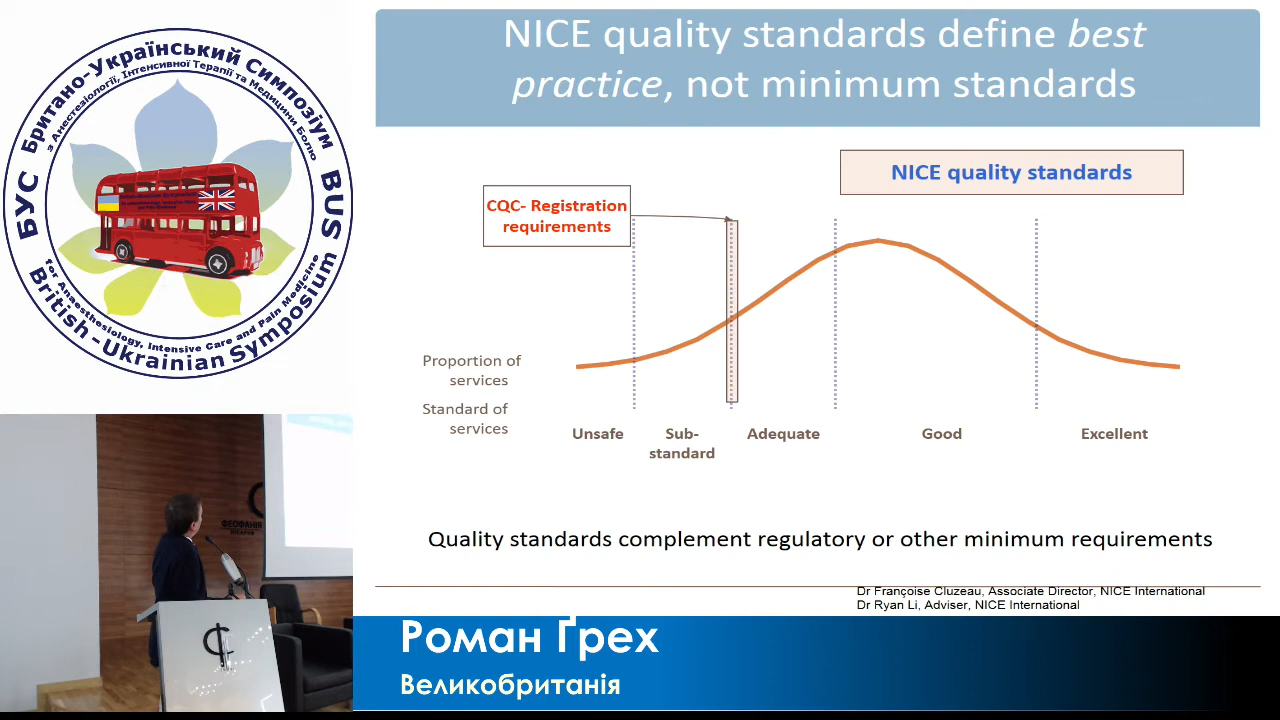 Британо-Український Симпозіум
з Анестезіології, Інтенсивної Терапії та Медицини Болю
БУС
BUS
for Anaesthesiology, Intensive Care and Pain Medicine
British-Ukrainian Symposium
NICE quality standards define best
practice, not minimum standards
NICE quality standards
CQC- Registration
requirements
Proportion of
services
Standard of
services
Unsafe
Sub-
standard
Adequate
Good
Excellent
Quality standards complement regulatory or other minimum requirements
Dr Françoise Cluzeau, Associate Director, NICE International
Dr Ryan Li, Adviser, NICE International
ФЕОФАНІЯ
Роман Ґрех
Великобританія